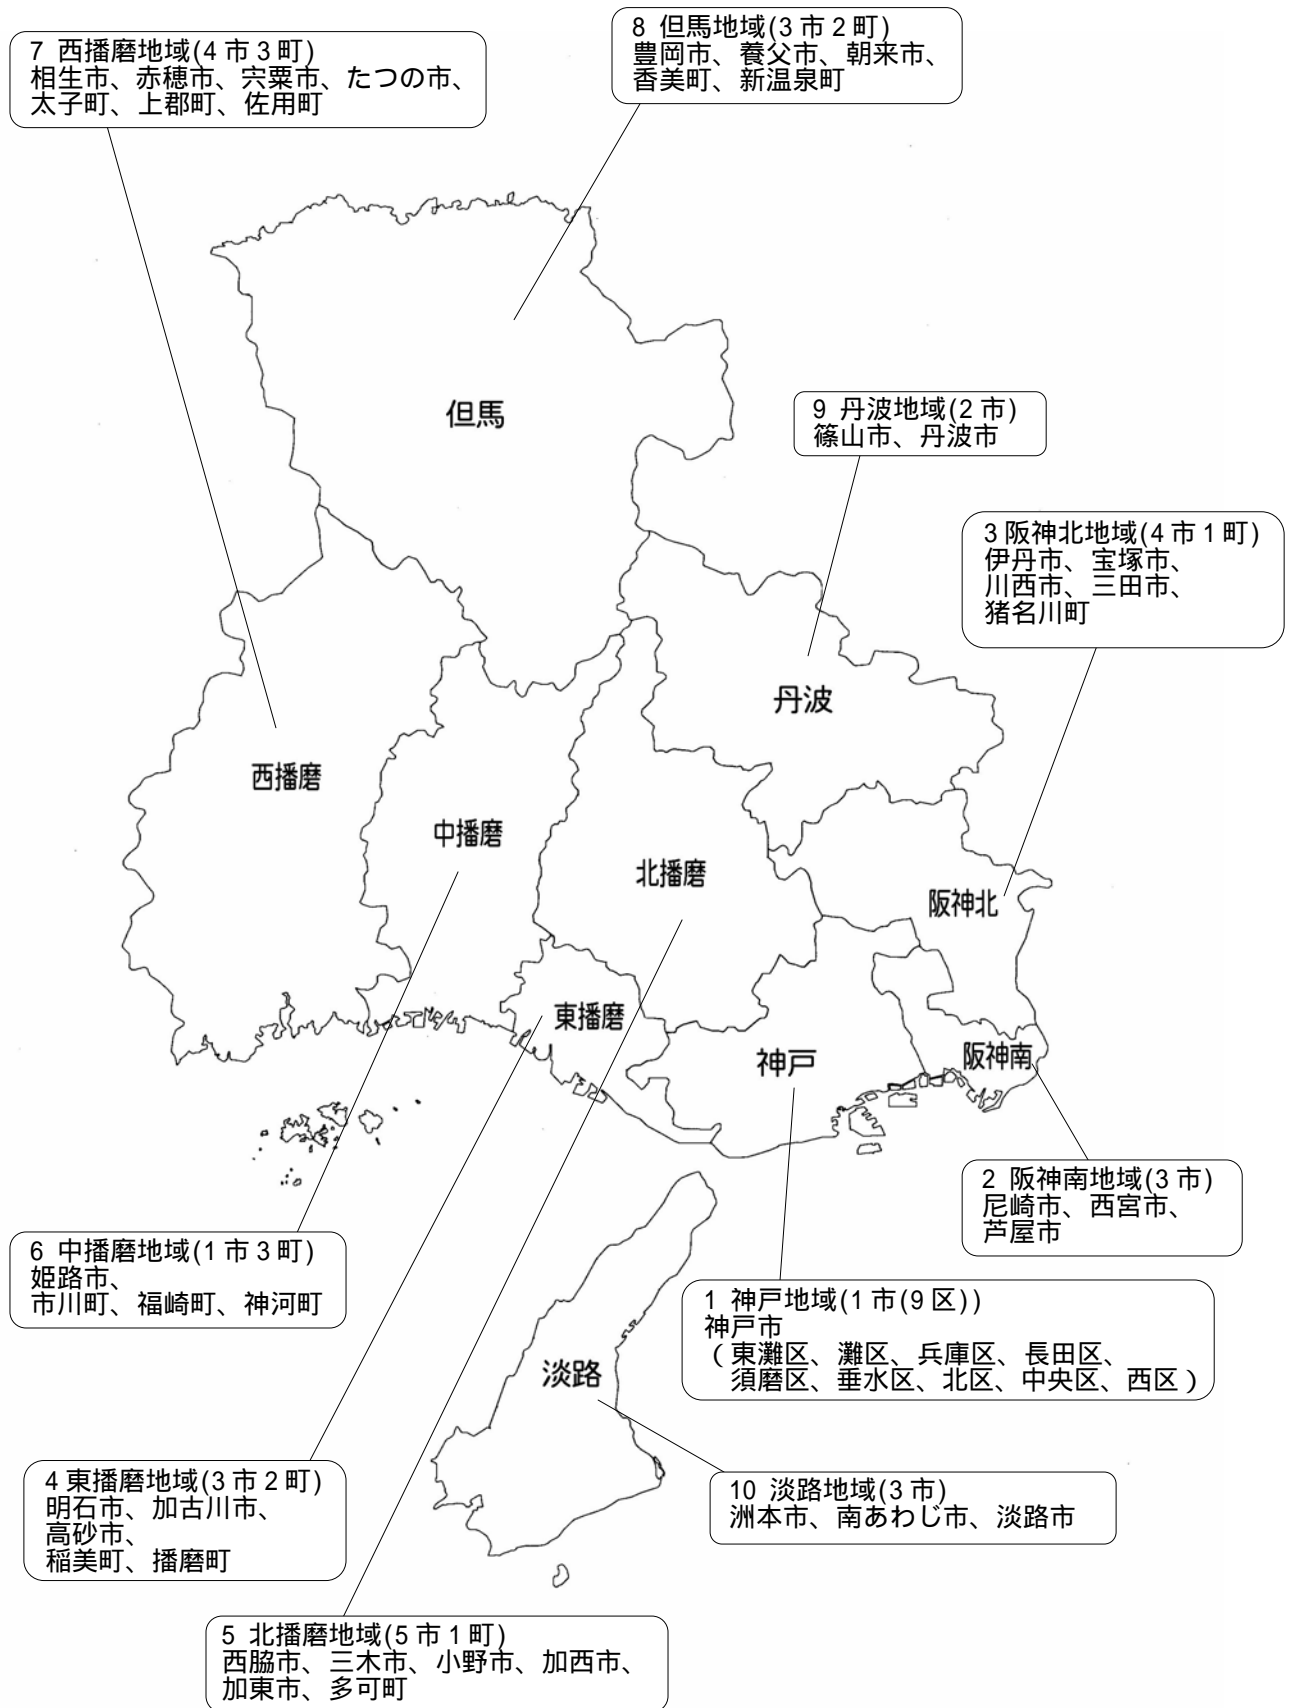 7 西播磨地域(4市3町)
相生市、赤穂市、宍粟市、たつの市、
太子町、上郡町、佐用町
8 但馬地域(3市2町)
豊岡市、養父市、朝来市、
香美町、新温泉町
但馬
9 丹波地域(2市)
篠山市、丹波市
3 阪神北地域(4市1町)
伊丹市、宝塚市、
川西市、三田市、
猪名川町
丹波
西播磨
中播磨
北播磨
阪神北
東播磨
神戸
阪神南
2 阪神南地域(3市)
尼崎市、西宮市、
芦屋市
6 中播磨地域(1市3町)
姫路市、
市川町、福崎町、神河町
1 神戸地域(1市(9区))
神戸市
(東灘区、灘区、兵庫区、長田区、
須磨区、垂水区、北区、中央区、西区)
淡路
4 東播磨地域(3市2町)
明石市、加古川市、
高砂市、
稲美町、播磨町
10 淡路地域(3市)
洲本市、南あわじ市、淡路市
5 北播磨地域(5市1町)
西脇市、三木市、小野市、加西市、
加東市、多可町